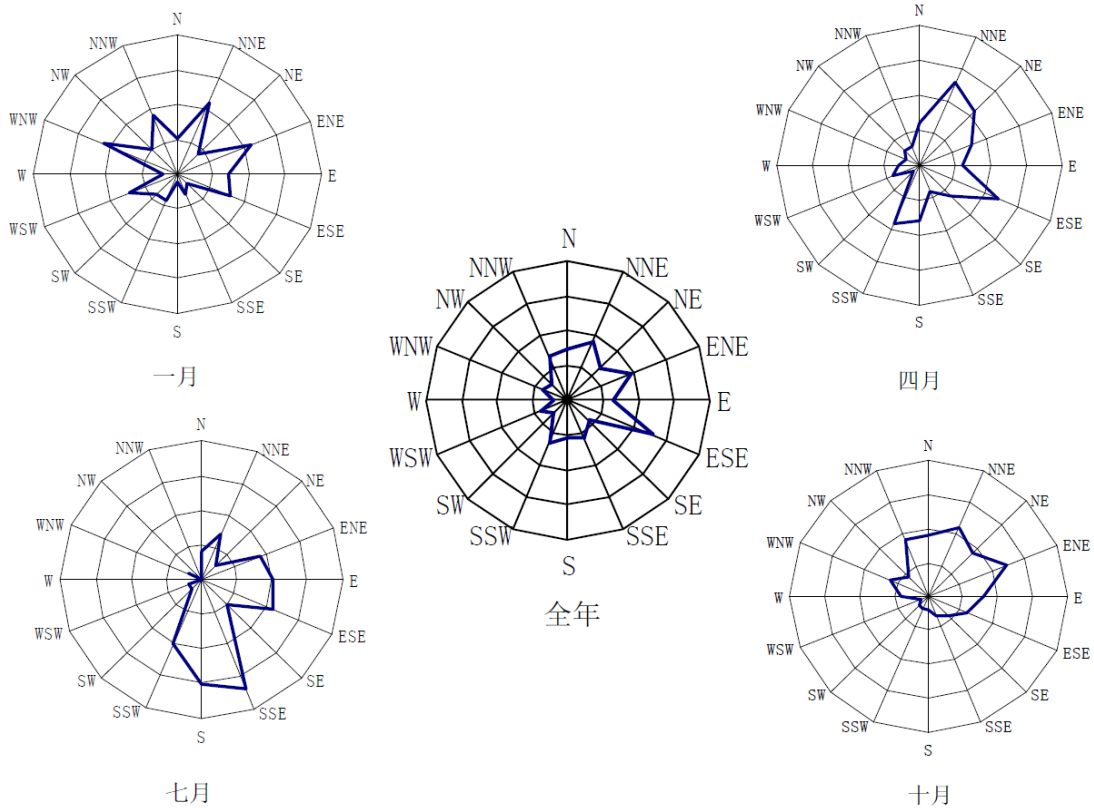 N
NNW NNE
NW NE
WNW ENE
W E
WSW ESE
SW SE
SSW SSE
S
一月
N
NNW NNE
NW NE
WNW ENE
W E
WSW ESE
SW SE
SSW SSE
S
四月
N
NNW NNE
NW NE
WNW ENE
W E
WSW ESE
SW SE
SSW SSE
S
全年
N
NNW NNE
NW NE
WNW ENE
W E
WSW ESE
SW SE
SSW SSE
S
七月
N
NNW NNE
NW NE
WNW ENE
W E
WSW ESE
SW SE
SSW SSE
S
十月